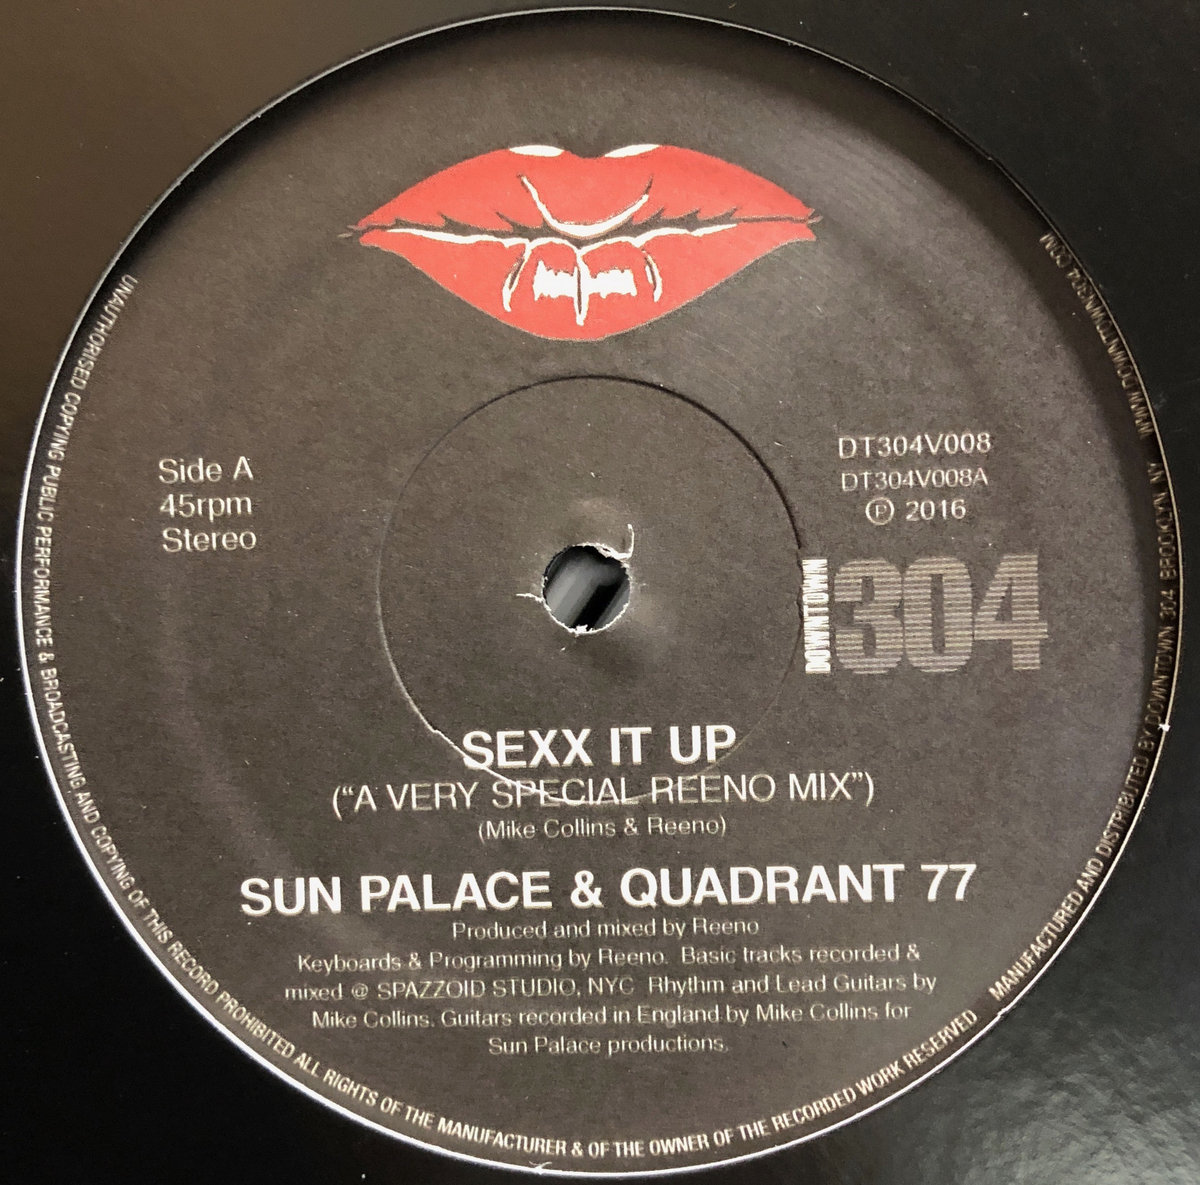 Side A
45rpm
Stereo
DT304V008
DT304V008A
Ⓟ 2016
DOWNTOWN
304
SEXX IT UP
(“A VERY SPECIAL REENO MIX”)
(Mike Collins & Reeno)
SUN PALACE & QUADRANT 77
Produced and mixed by Reeno
Keyboards & Programming by Reeno. Basic tracks recorded &
mixed @ SPAZZOID STUDIO, NYC Rhythm and Lead Guitars by
Mike Collins. Guitars recorded in England by Mike Collins for
Sun Palace productions.
UNAUTHORISED COPYING PUBLIC PERFORMANCE & BROADCASTING AND COPYING OF THIS RECORD PROHIBITED ALL RIGHTS OF THE MANUFACTURER & OF THE OWNER OF THE RECORDED WORK RESERVED
MANUFACTURED AND DISTRIBUTED BY DOWNTOWN 304 BROOKLYN, NY WWW.DOWNTOWN304.COM